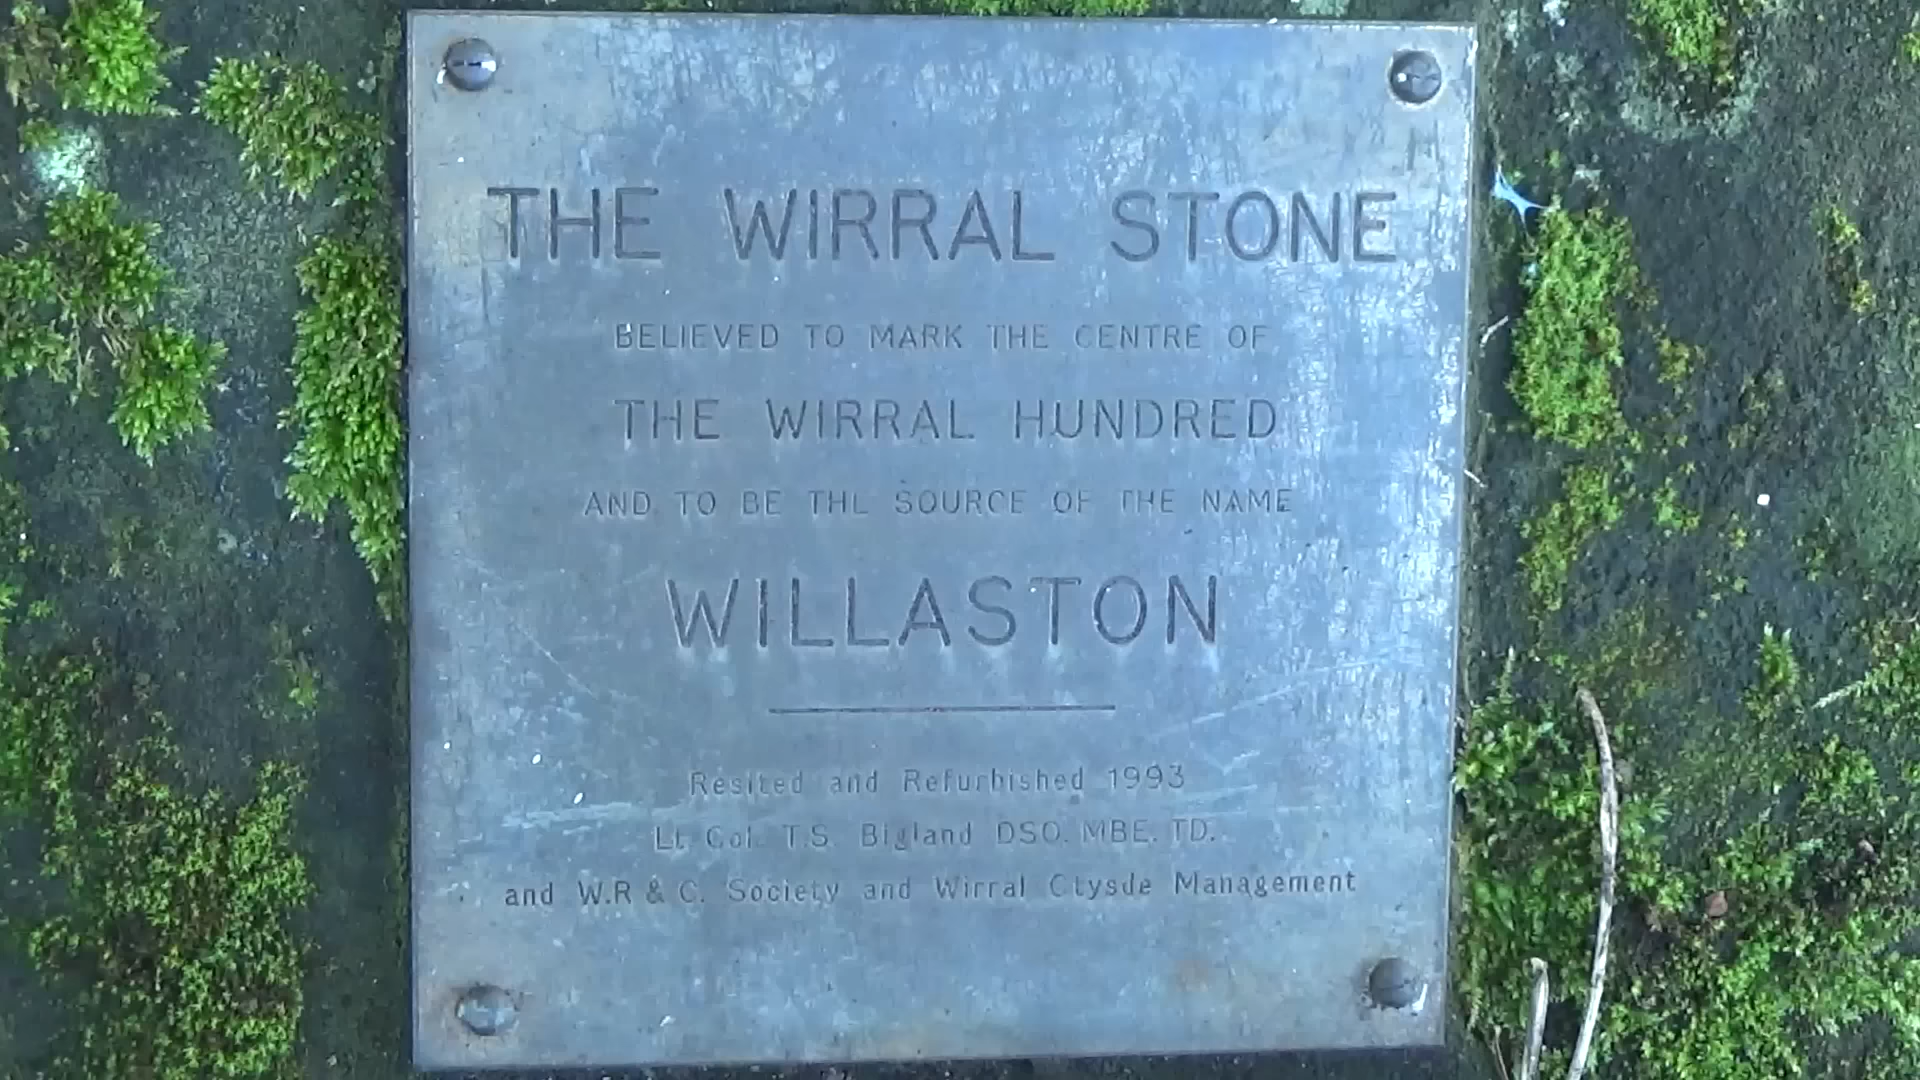 THE WIRRAL STONE
BELIEVED TO MARK THE CENTRE OF
THE WIRRAL HUNDRED
AND TO BE THE SOURCE OF THE NAME
WILLASTON
Resited and Refurbished 1993
Lt. Col. T.S. Bigland DSO. MBE. TD.
and W.R & C. Society and Wirral Ctysde Management